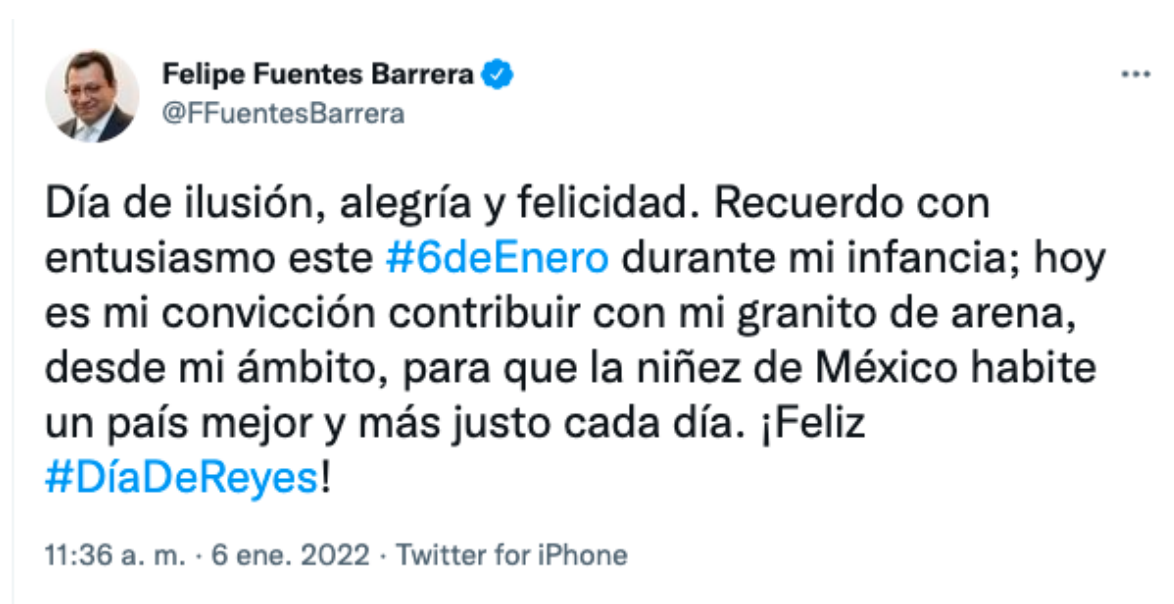 Felipe Fuentes Barrera
@FFuentesBarrera
Día de ilusión, alegría y felicidad. Recuerdo con
entusiasmo este #6deEnero durante mi infancia; hoy
es mi convicción contribuir con mi granito de arena,
desde mi ámbito, para que la niñez de México habite
un país mejor y más justo cada día. ¡Feliz
#DíaDeReyes!
11:36 a. m. · 6 ene. 2022 · Twitter for iPhone